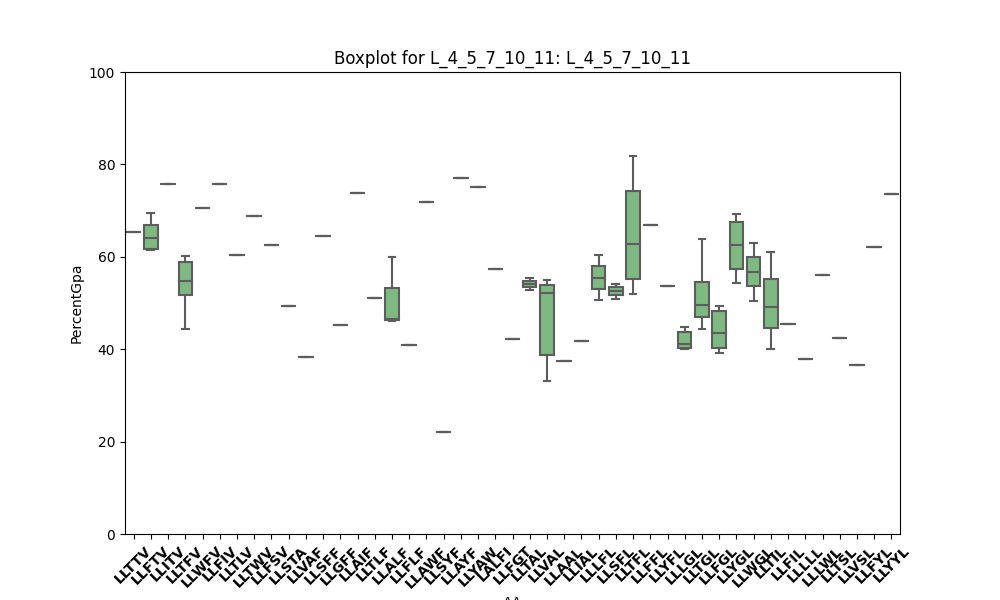 Boxplot for L_4_5_7_10_11: L_4_5_7_10_11
PercentGpa
100
80
60
40
20
0
LLTTV
LLFTV
LLITV
LLTFV
LLWFV
LLFIV
LLTLV
LLTWV
LLFSV
LLSTA
LLVAF
LLSFF
LLGFF
LLAIF
LLTLF
LLALF
LLFLF
LLAWF
LLSYF
LLAYF
LLYAW
LALFI
LLFGT
LLTAL
LLVAL
LLAAL
LLIAL
LLLFL
LLSFL
LLTFL
LLFFL
LLYFL
LLLGL
LLTGL
LLFGL
LLYGL
LLWGL
LLTIL
LLFIL
LLLLL
LLLWL
LLTSL
LLVSL
LLFYL
LLYYL
AA